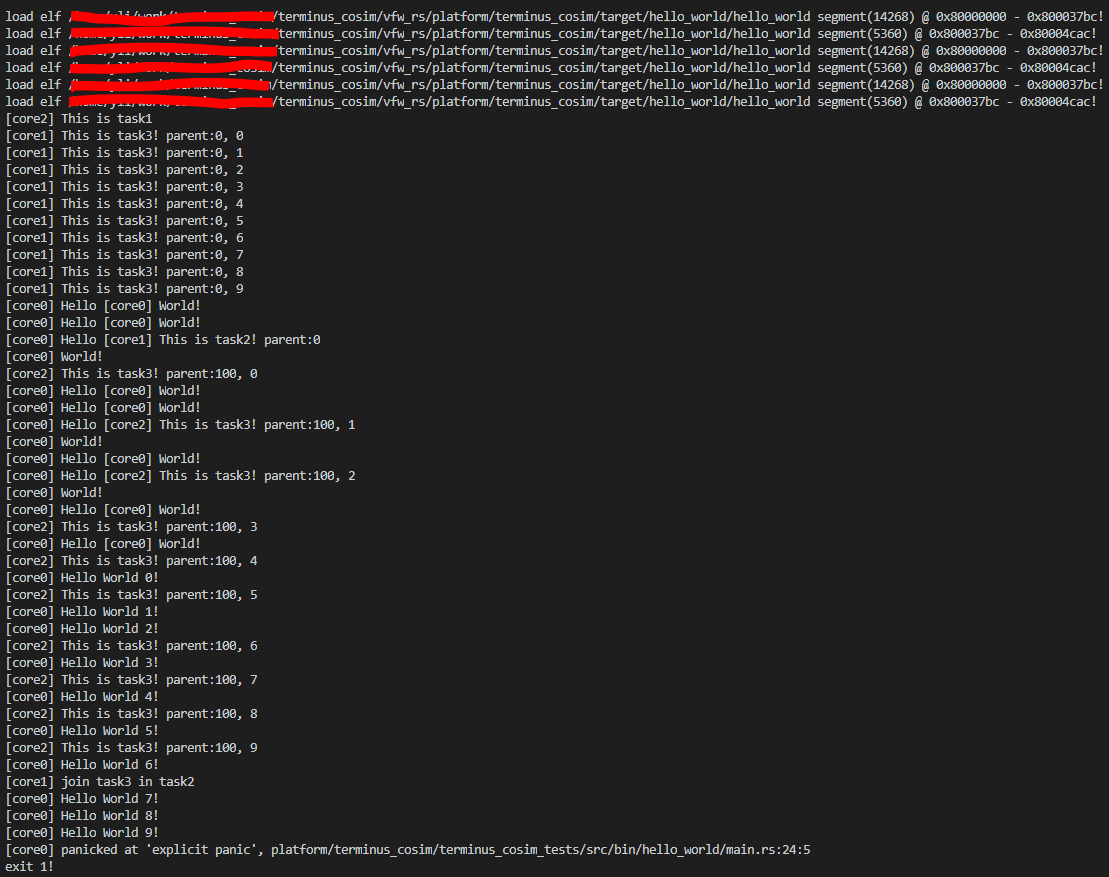 load elf /terminus_cosim/vfw_rs/platform/terminus_cosim/target/hello_world/hello_world segment(14268) @ 0x80000000 - 0x800037bc!
load elf /terminus_cosim/vfw_rs/platform/terminus_cosim/target/hello_world/hello_world segment(5360) @ 0x800037bc - 0x80004cac!
load elf /terminus_cosim/vfw_rs/platform/terminus_cosim/target/hello_world/hello_world segment(14268) @ 0x80000000 - 0x800037bc!
load elf /terminus_cosim/vfw_rs/platform/terminus_cosim/target/hello_world/hello_world segment(5360) @ 0x800037bc - 0x80004cac!
load elf /terminus_cosim/vfw_rs/platform/terminus_cosim/target/hello_world/hello_world segment(14268) @ 0x80000000 - 0x800037bc!
load elf /terminus_cosim/vfw_rs/platform/terminus_cosim/target/hello_world/hello_world segment(5360) @ 0x800037bc - 0x80004cac!
[core2] This is task1
[core1] This is task3! parent:0, 0
[core1] This is task3! parent:0, 1
[core1] This is task3! parent:0, 2
[core1] This is task3! parent:0, 3
[core1] This is task3! parent:0, 4
[core1] This is task3! parent:0, 5
[core1] This is task3! parent:0, 6
[core1] This is task3! parent:0, 7
[core1] This is task3! parent:0, 8
[core1] This is task3! parent:0, 9
[core0] Hello [core0] World!
[core0] Hello [core0] World!
[core0] Hello [core1] This is task2! parent:0
[core0] World!
[core2] This is task3! parent:100, 0
[core0] Hello [core0] World!
[core0] Hello [core0] World!
[core0] Hello [core2] This is task3! parent:100, 1
[core0] World!
[core0] Hello [core0] World!
[core0] Hello [core2] This is task3! parent:100, 2
[core0] World!
[core0] Hello [core0] World!
[core2] This is task3! parent:100, 3
[core0] Hello [core0] World!
[core2] This is task3! parent:100, 4
[core0] Hello World 0!
[core2] This is task3! parent:100, 5
[core0] Hello World 1!
[core0] Hello World 2!
[core2] This is task3! parent:100, 6
[core0] Hello World 3!
[core2] This is task3! parent:100, 7
[core0] Hello World 4!
[core2] This is task3! parent:100, 8
[core0] Hello World 5!
[core2] This is task3! parent:100, 9
[core0] Hello World 6!
[core1] join task3 in task2
[core0] Hello World 7!
[core0] Hello World 8!
[core0] Hello World 9!
[core0] panicked at 'explicit panic', platform/terminus_cosim/terminus_cosim_tests/src/bin/hello_world/main.rs:24:5
exit 1!